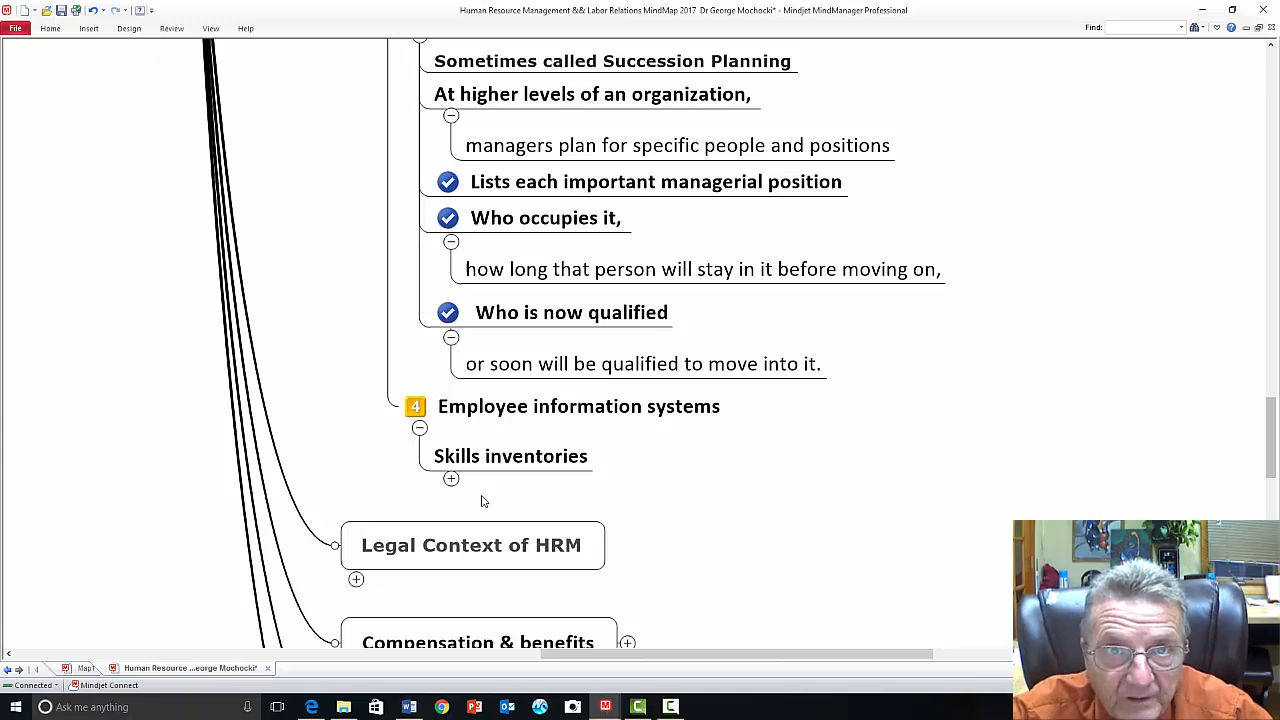 Human Resource Management && Labor Relations MindMap 2017 Dr George Mochocki* - Mindjet MindManager Professional
File Home Insert Design Review View Help Find:
Sometimes called Succession Planning
At higher levels of an organization,
managers plan for specific people and positions
Lists each important managerial position
Who occupies it,
how long that person will stay in it before moving on,
Who is now qualified
or soon will be qualified to move into it.
4 Employee information systems
Skills inventories
Legal Context of HRM
Compensation & benefits
Map1 Human Resource ...eorge Mochocki*
Connected Mindjet Connect
Ask me anything